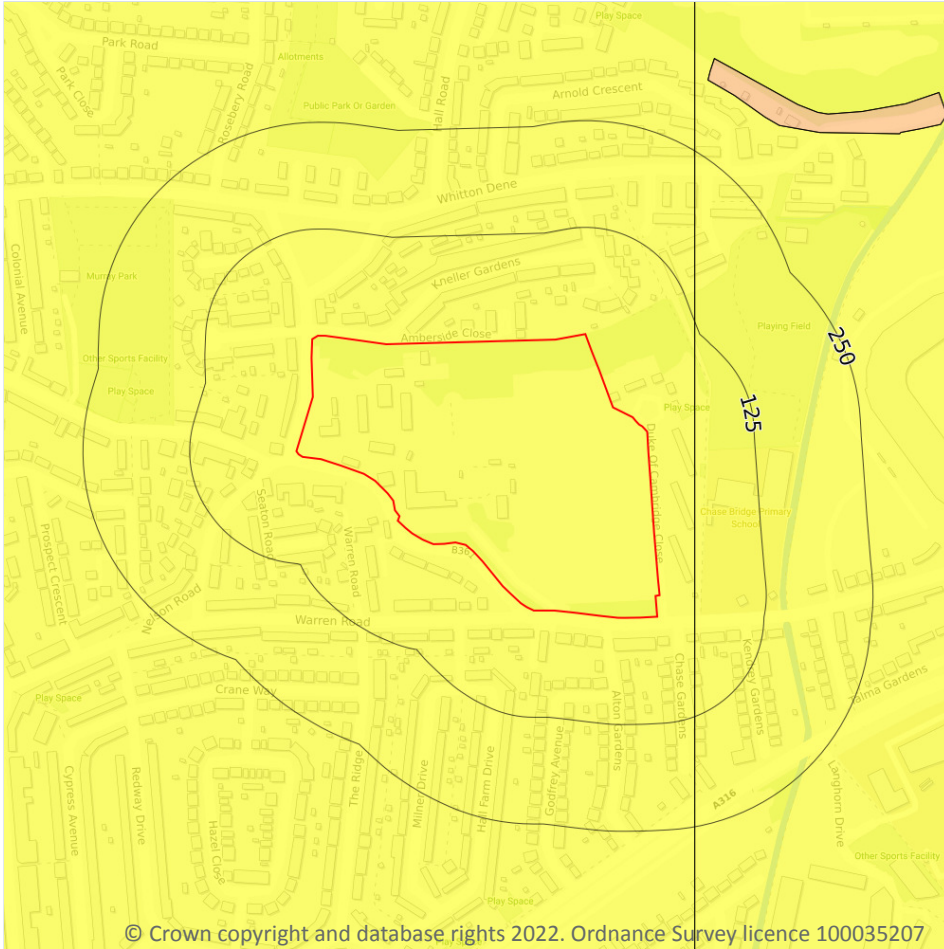 Play Space
Park Road
Allotments
Park Close
Rosebery Road
Hall Road
Arnold Crescent
Public Park Or Garden
Whitton Dene
Colonial Avenue
Murray Park
Kneller Gardens
Playing Field
250
Amberside Close
Other Sports Facility
Play Space
125
Play Space
Duke Of Cambridge Close
Chase Bridge Primary
School
Seaton Road
Warren Road
B361
Prospect Crescent
Nelson Road
Warren Road
Kendrey Gardens
Chase Gardens
Talma Gardens
Crane Way
Play Space
Alton Gardens
Godfrey Avenue
The Ridge
Milner Drive
Hall Farm Drive
A316
Langhorn Drive
Cypress Avenue
Redway Drive
Hazel Close
Other Sports Facility
Play Space
Play Space
© Crown copyright and database rights 2022. Ordnance Survey licence 100035207